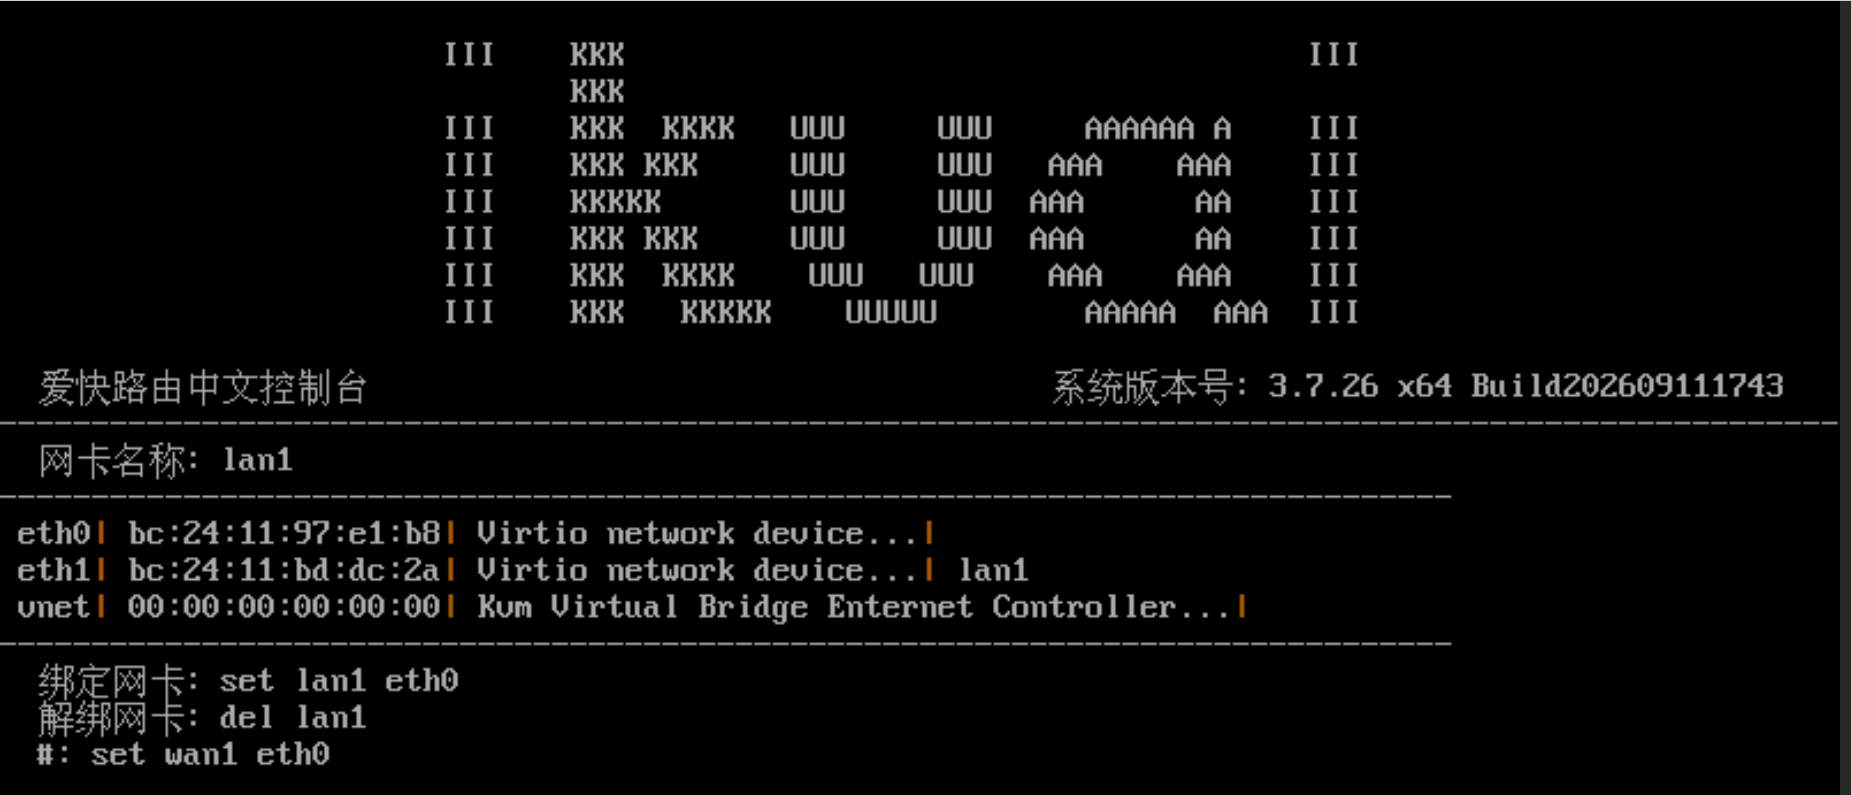 III    KKK                                     III
       KKK
III    KKK  KKKK   UUU     UUU     AAAAAA A    III
III    KKK KKK     UUU     UUU   AAA    AAA    III
III    KKKKK       UUU     UUU  AAA      AA    III
III    KKK KKK     UUU     UUU  AAA      AA    III
III    KKK  KKKK    UUU   UUU    AAA    AAA    III
III    KKK   KKKKK    UUUUU        AAAAA  AAA  III
爱快路由中文控制台 系统版本号: 3.7.26 x64 Build202609111743
网卡名称: lan1
eth0| bc:24:11:97:e1:b8| Virtio network device...|
eth1| bc:24:11:bd:dc:2a| Virtio network device...| lan1
vnet| 00:00:00:00:00:00| Kvm Virtual Bridge Enternet Controller...|
绑定网卡: set lan1 eth0
解绑网卡: del lan1
#: set wan1 eth0